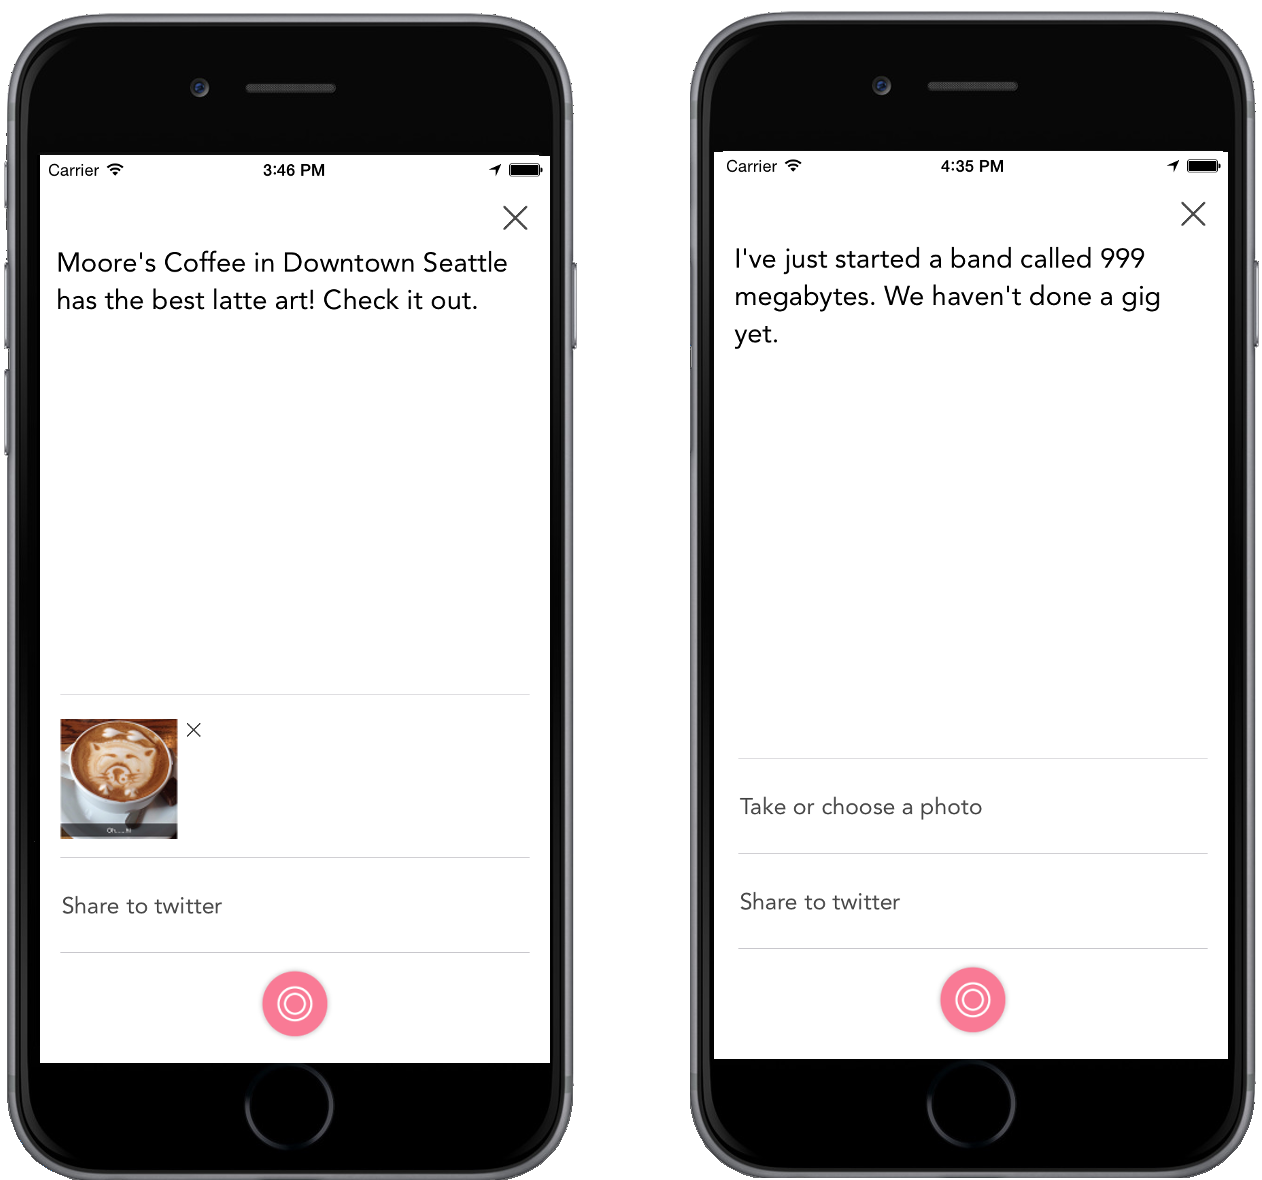 Carrier 3:46 PM
Moore's Coffee in Downtown Seattle
has the best latte art! Check it out.
Share to twitter
Carrier 4:35 PM
I've just started a band called 999
megabytes. We haven't done a gig
yet.
Take or choose a photo
Share to twitter